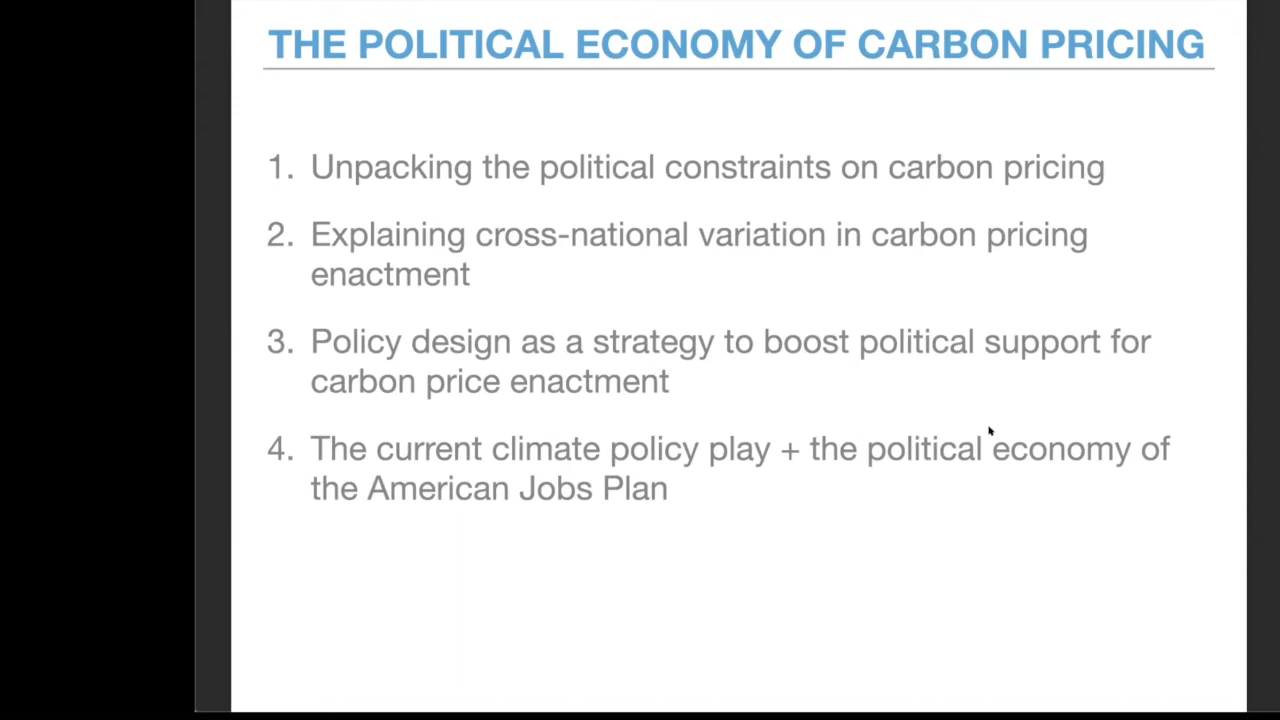 THE POLITICAL ECONOMY OF CARBON PRICING
1. Unpacking the political constraints on carbon pricing
2. Explaining cross-national variation in carbon pricing
enactment
3. Policy design as a strategy to boost political support for
carbon price enactment
4. The current climate policy play + the political economy of
the American Jobs Plan